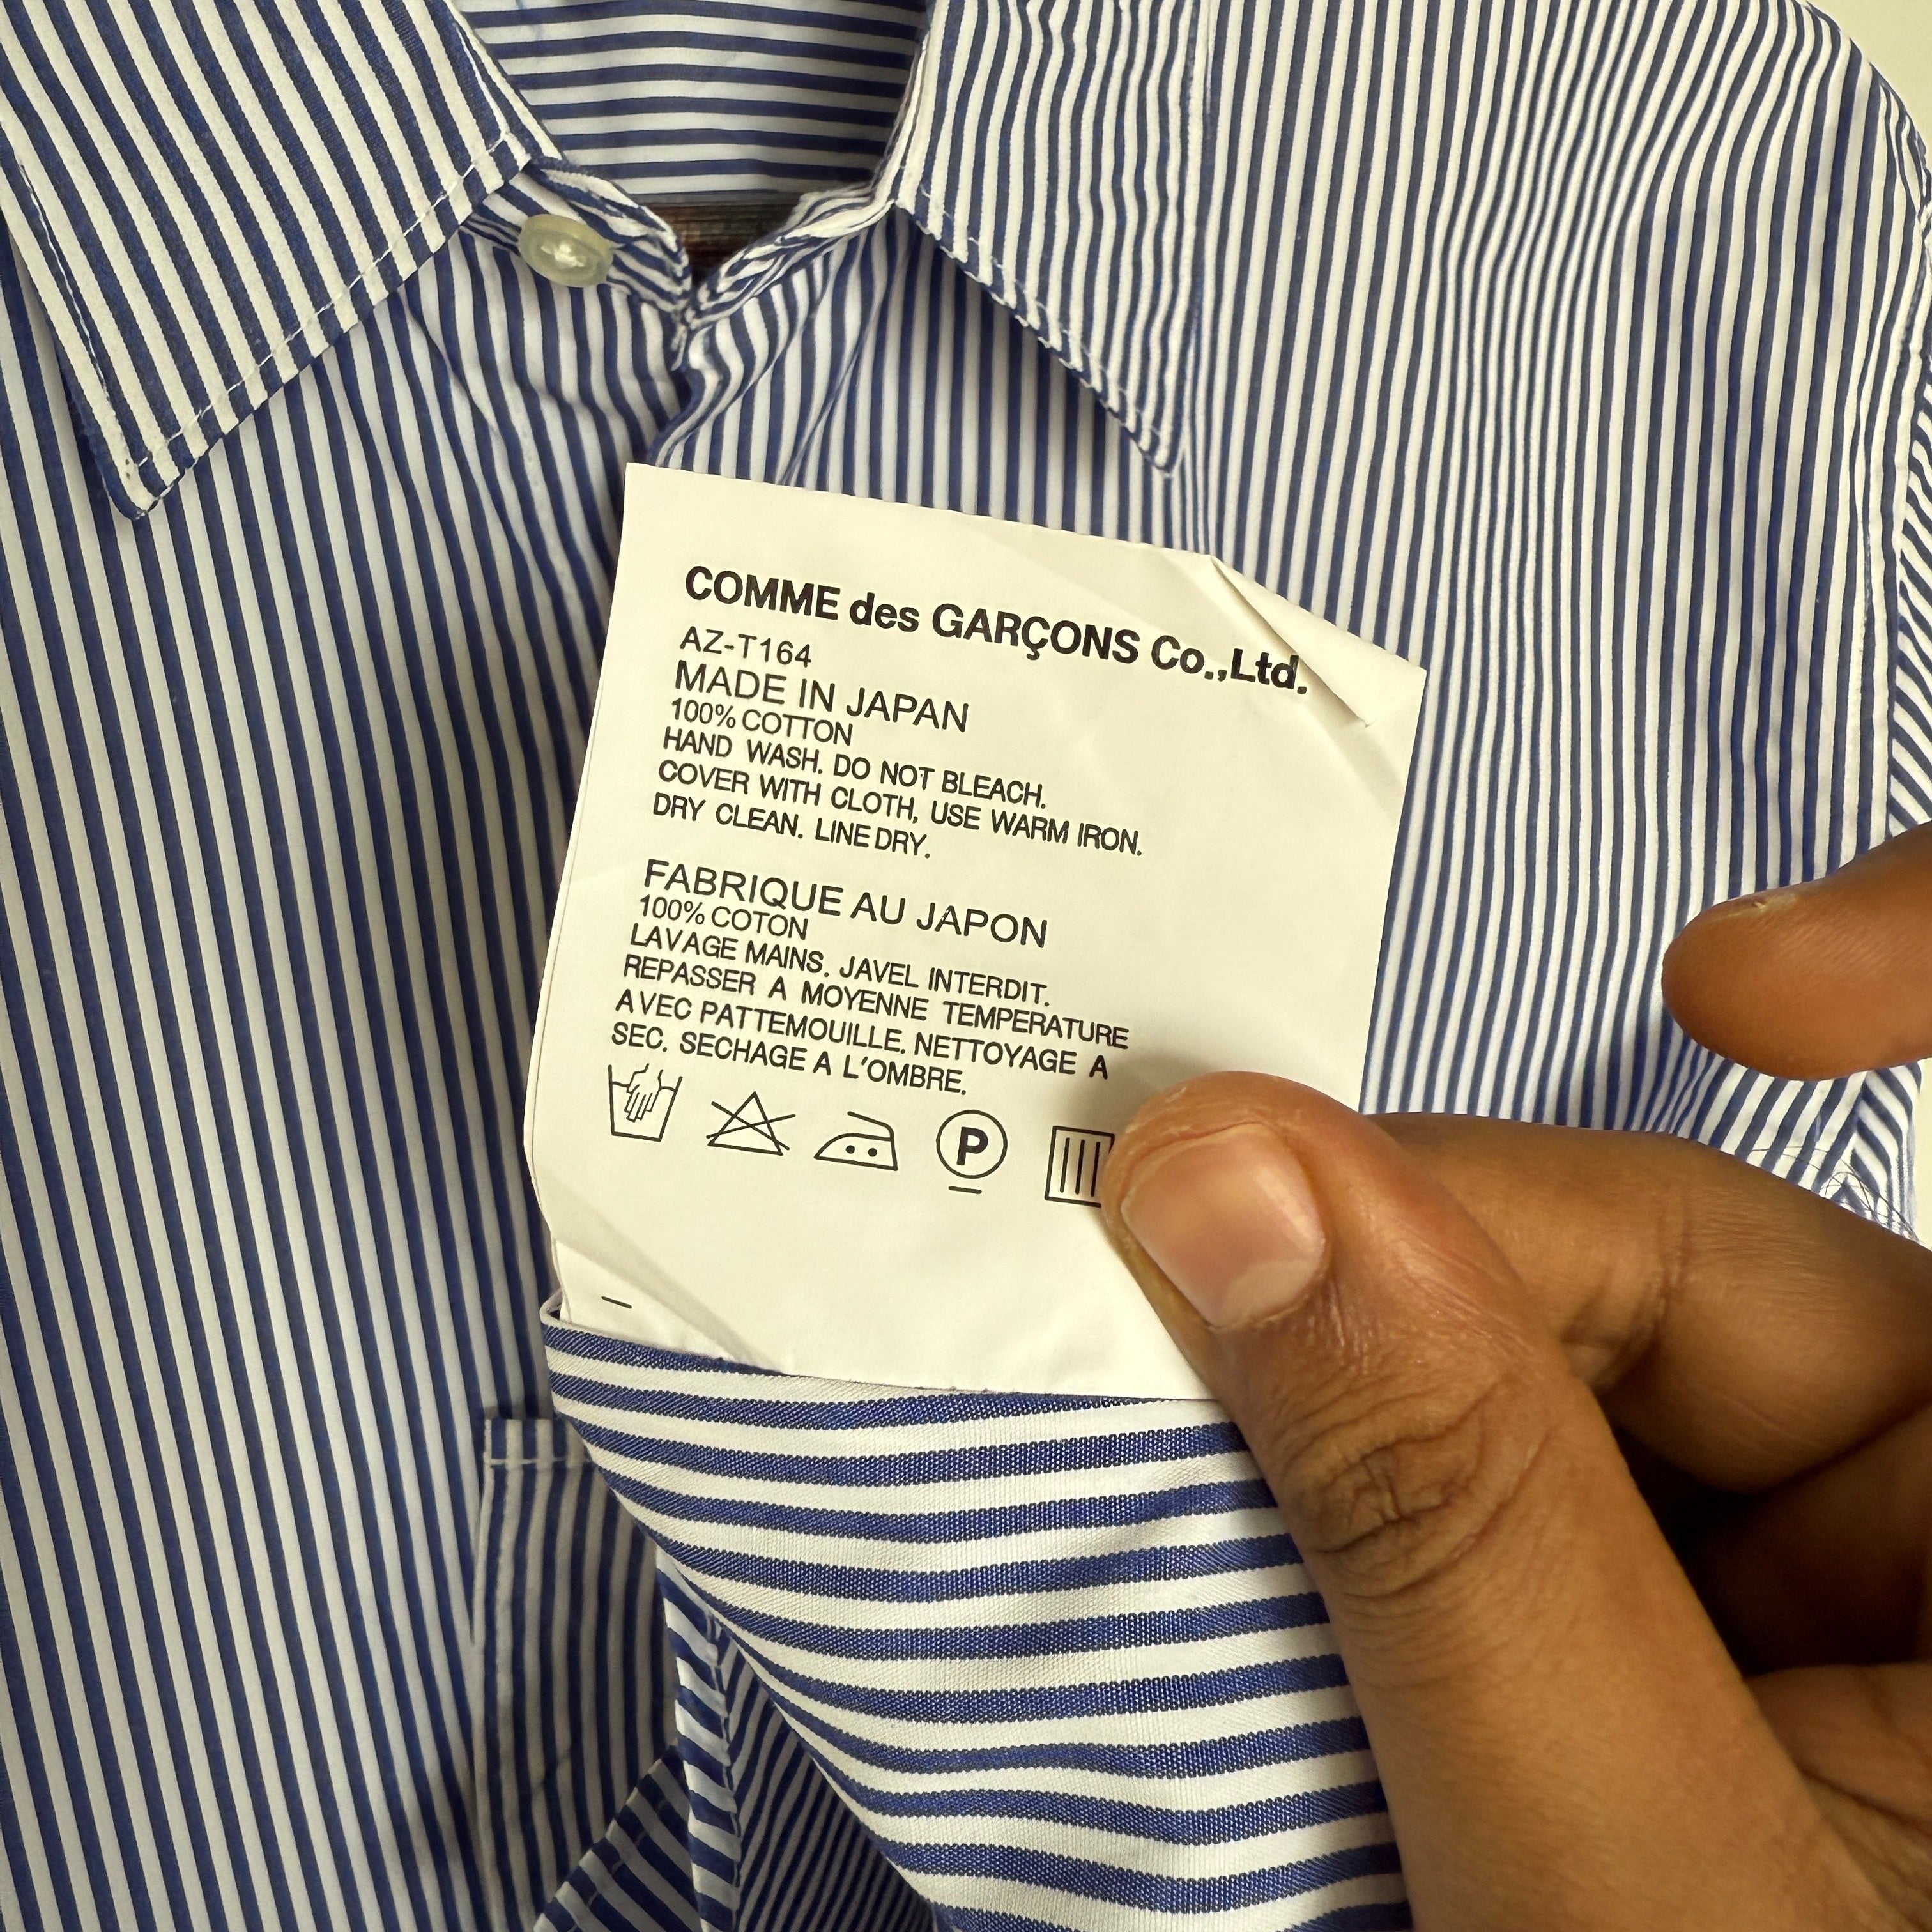 COMME des GARÇONS Co.,Ltd.
AZ-T164
MADE IN JAPAN
100% COTTON
HAND WASH. DO NOT BLEACH.
COVER WITH CLOTH, USE WARM IRON.
DRY CLEAN. LINE DRY.
FABRIQUE AU JAPON
100% COTON
LAVAGE MAINS. JAVEL INTERDIT.
REPASSER A MOYENNE TEMPERATURE
AVEC PATTEMOUILLE. NETTOYAGE A
SEC. SECHAGE A L'OMBRE.
P